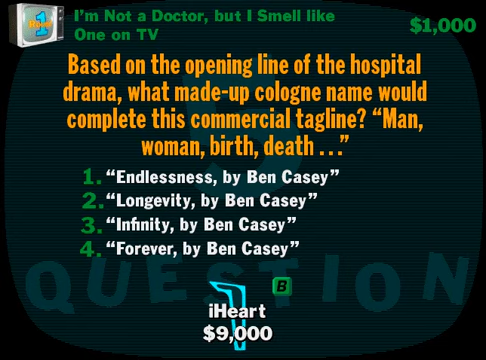 I'm Not a Doctor, but I Smell like
One on TV
$1,000
1
Based on the opening line of the hospital
drama, what made-up cologne name would
complete this commercial tagline? “Man,
woman, birth, death . . .”
1. “Endlessness, by Ben Casey”
2. “Longevity, by Ben Casey”
3. “Infinity, by Ben Casey”
4. “Forever, by Ben Casey”
QUESTION
B
iHeart
$9,000